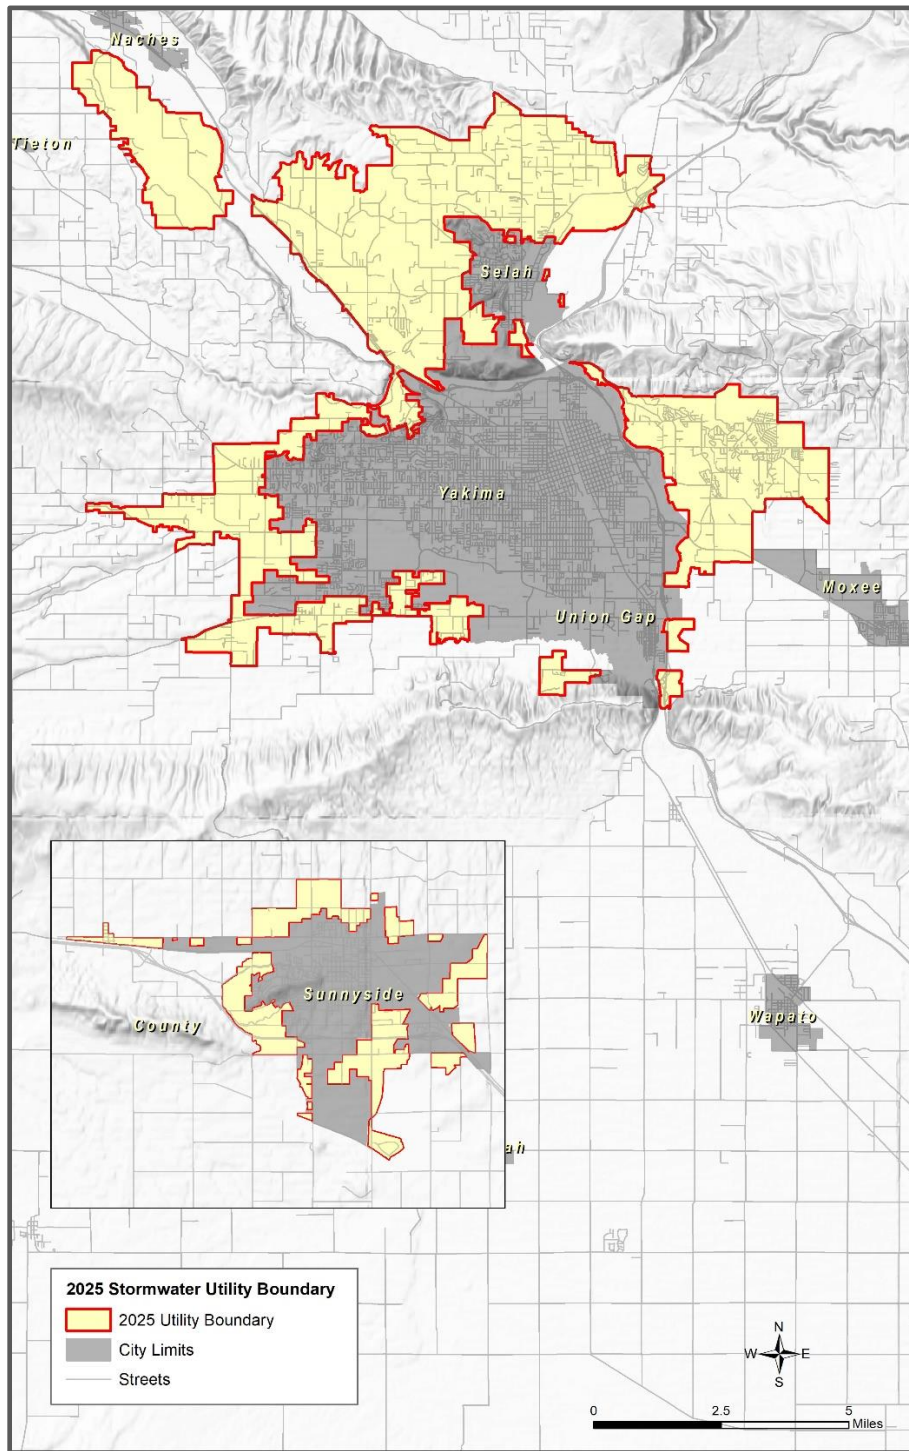 Naches
Tieton
Selah
Yakima
Moxee
Union Gap
Sunnyside
County
Wapato
ah
2025 Stormwater Utility Boundary
2025 Utility Boundary
City Limits
Streets
N
W E
S
0 2.5 5
Miles